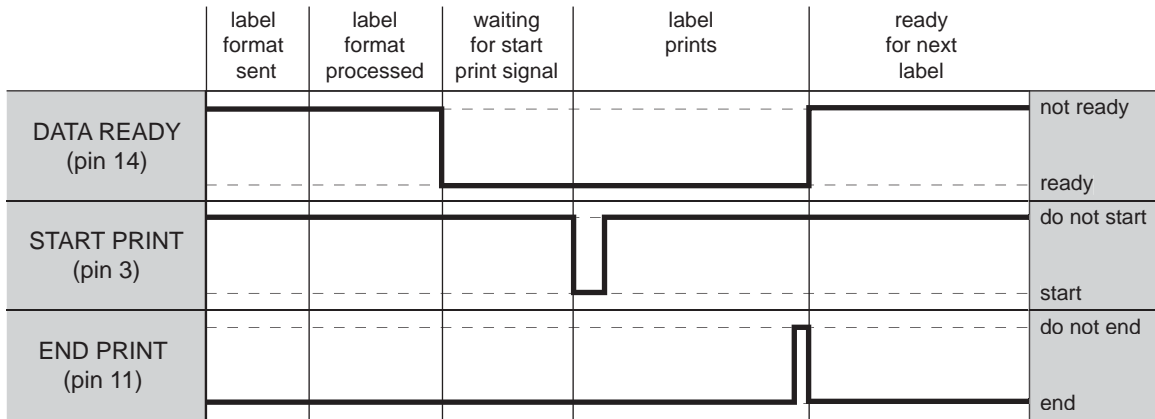 label
format
sent
label
format
processed
waiting
for start
print signal
label
prints
ready
for next
label
DATA READY
(pin 14)
not ready
ready
START PRINT
(pin 3)
do not start
start
END PRINT
(pin 11)
do not end
end